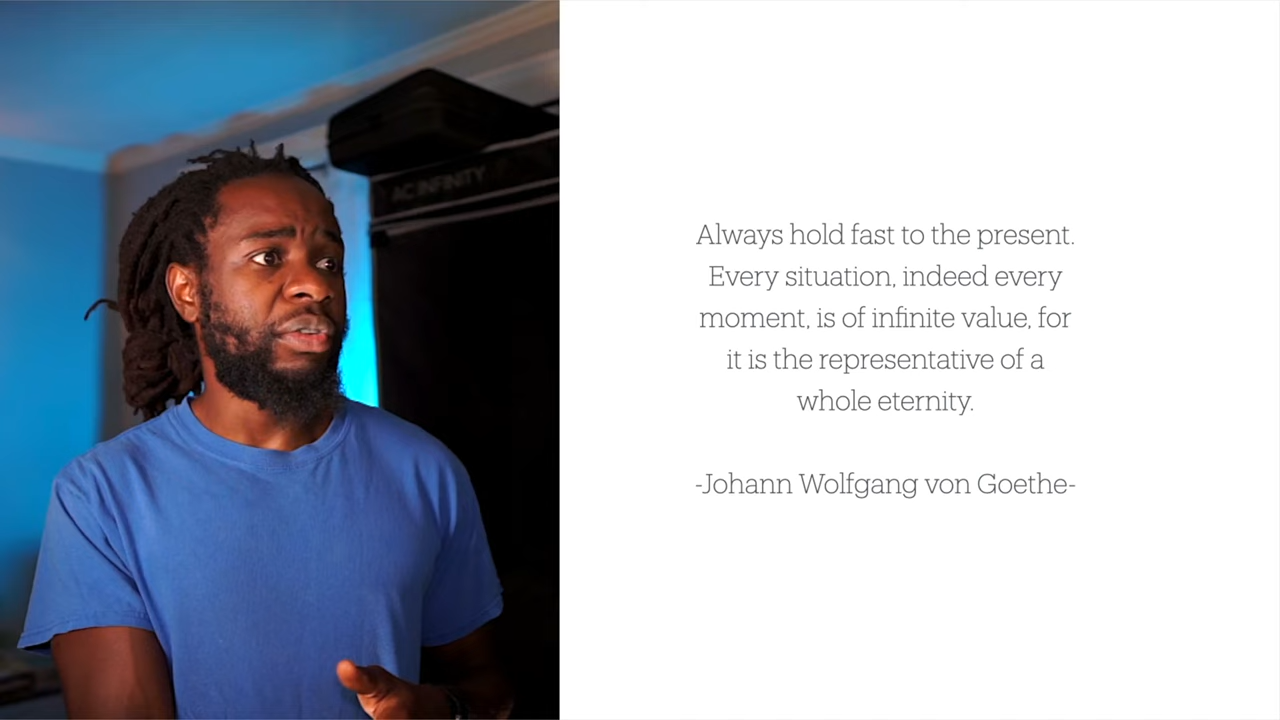 AC INFINITY
Always hold fast to the present.
Every situation, indeed every
moment, is of infinite value, for
it is the representative of a
whole eternity.
-Johann Wolfgang von Goethe-